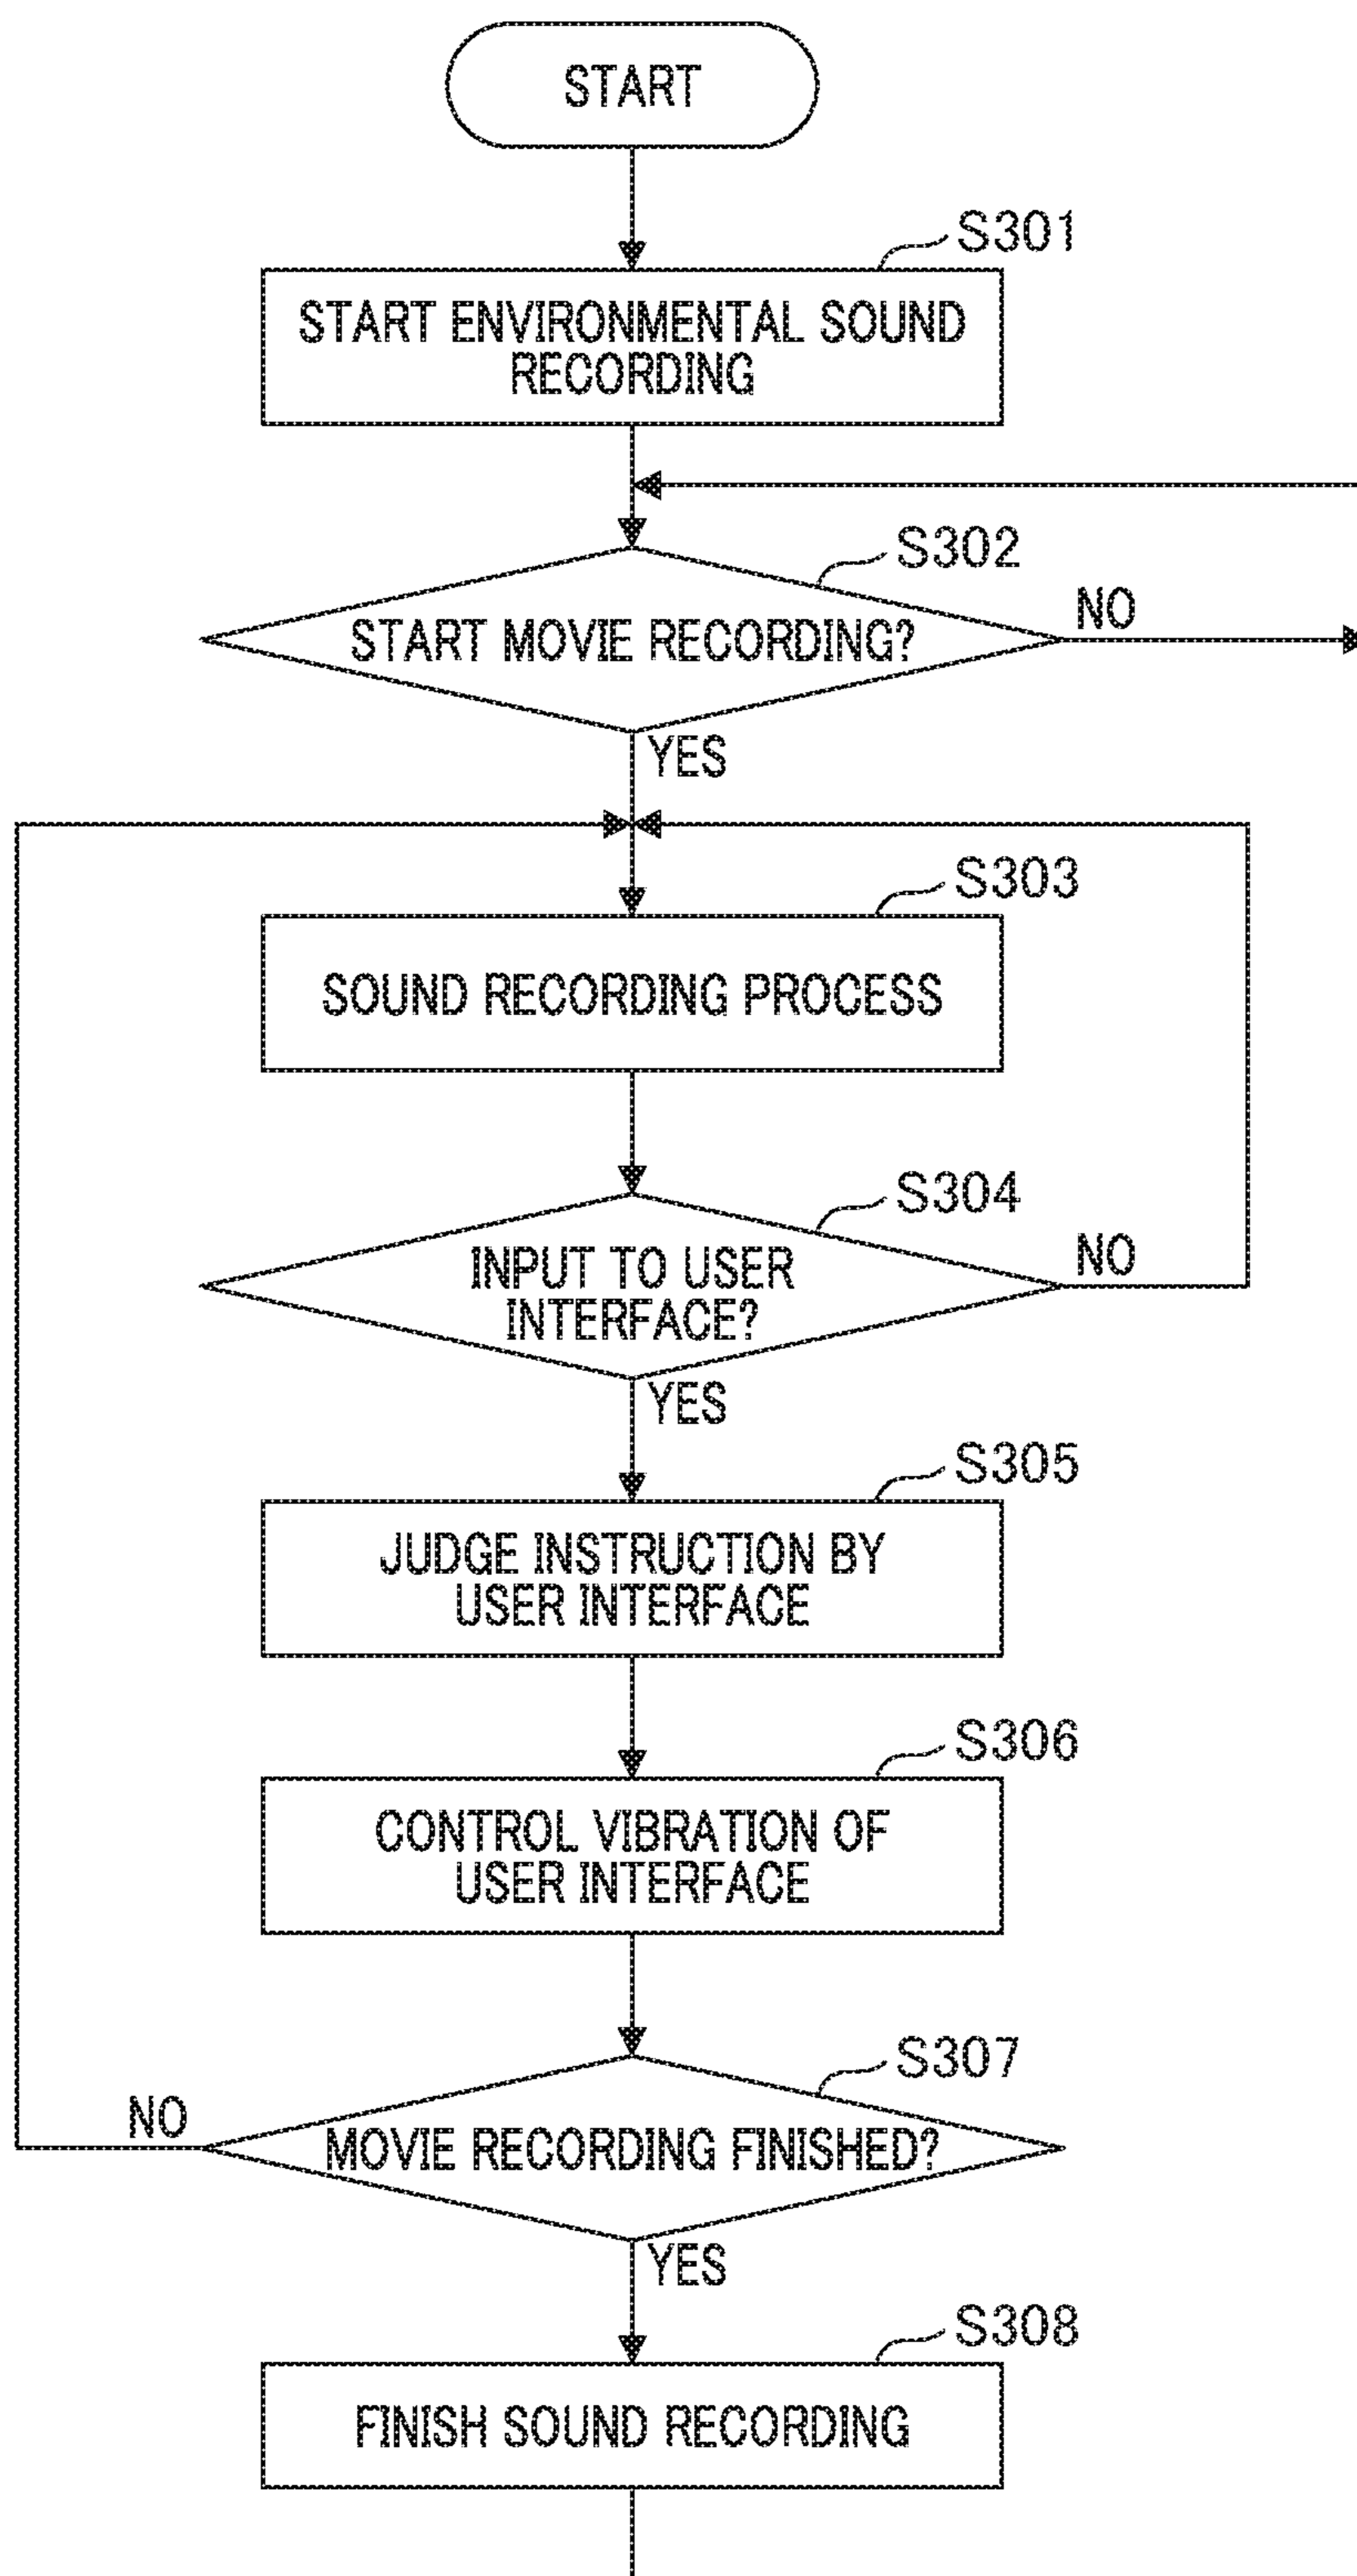 START
S301
START ENVIRONMENTAL SOUND
RECORDING
S302
START MOVIE RECORDING?
NO
YES
S303
SOUND RECORDING PROCESS
S304
INPUT TO USER
INTERFACE?
NO
YES
S305
JUDGE INSTRUCTION BY
USER INTERFACE
S306
CONTROL VIBRATION OF
USER INTERFACE
S307
NO
MOVIE RECORDING FINISHED?
YES
S308
FINISH SOUND RECORDING